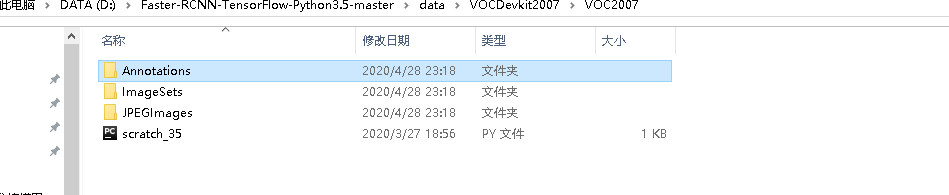 此电脑 > DATA (D:) > Faster-RCNN-TensorFlow-Python3.5-master > data > VOCDevkit2007 > VOC2007
名称 修改日期 类型 大小
Annotations 2020/4/28 23:18 文件夹
ImageSets 2020/4/28 23:18 文件夹
JPEGImages 2020/4/28 23:18 文件夹
scratch_35 2020/3/27 18:56 PY 文件 1 KB